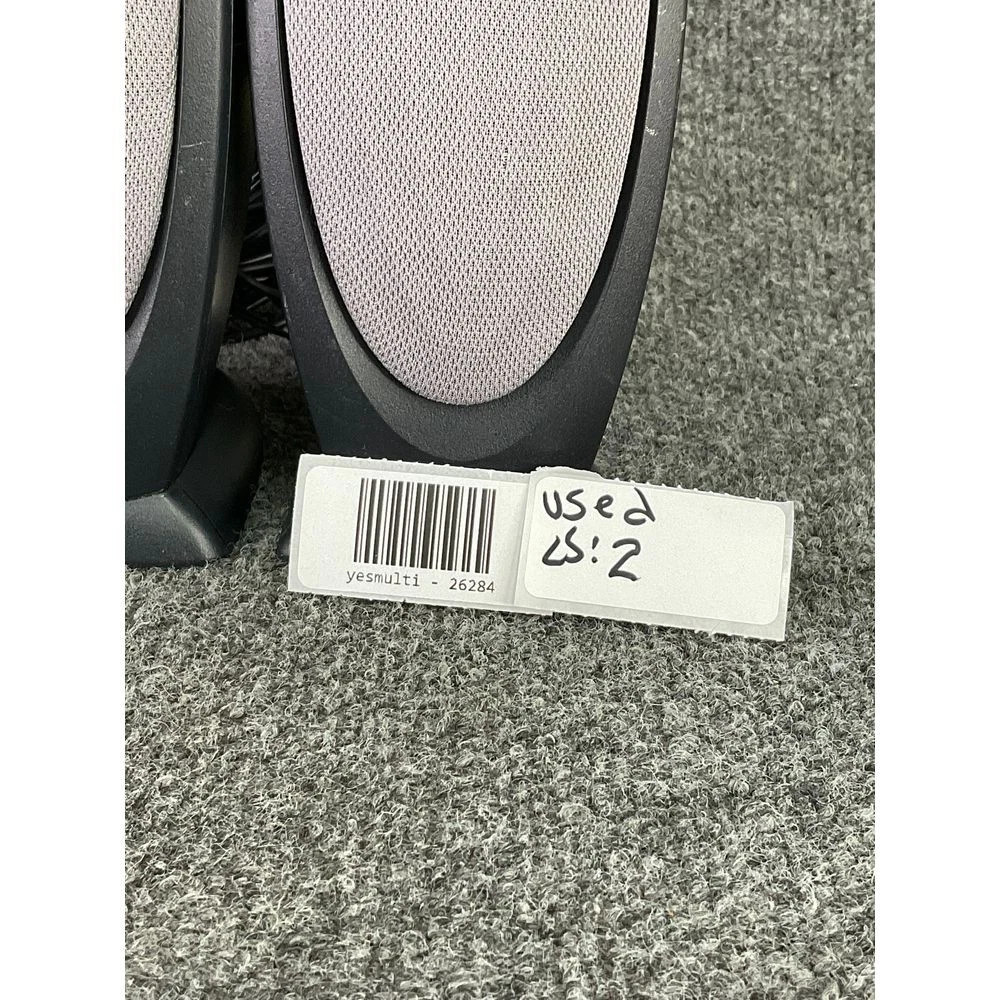 yesmulti - 26284
used
LS: 2